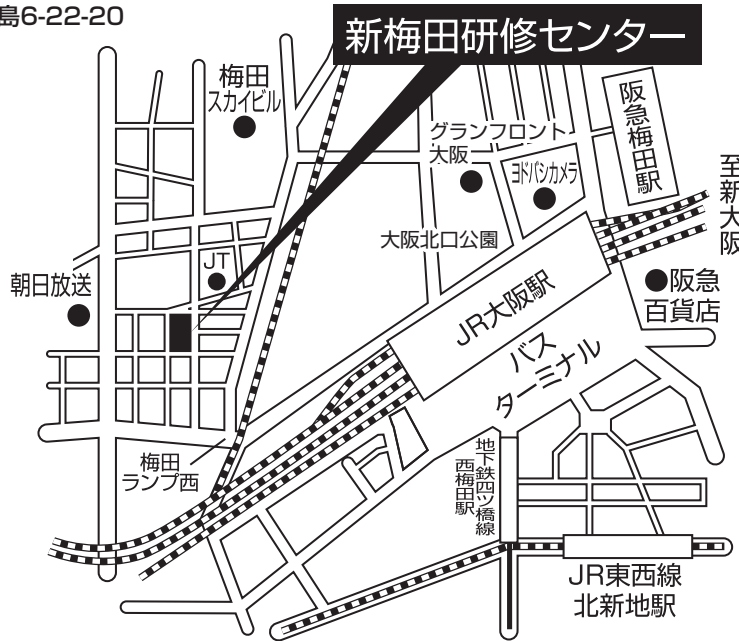 島6-22-20
新梅田研修センター
梅田
スカイビル
グランフロント
大阪
ヨドバシカメラ
阪急梅田駅
至新大阪
大阪北口公園
JT
朝日放送
阪急
百貨店
JR大阪駅
バス
ターミナル
梅田
ランプ西
地下鉄四ツ橋線
西梅田駅
JR東西線
北新地駅